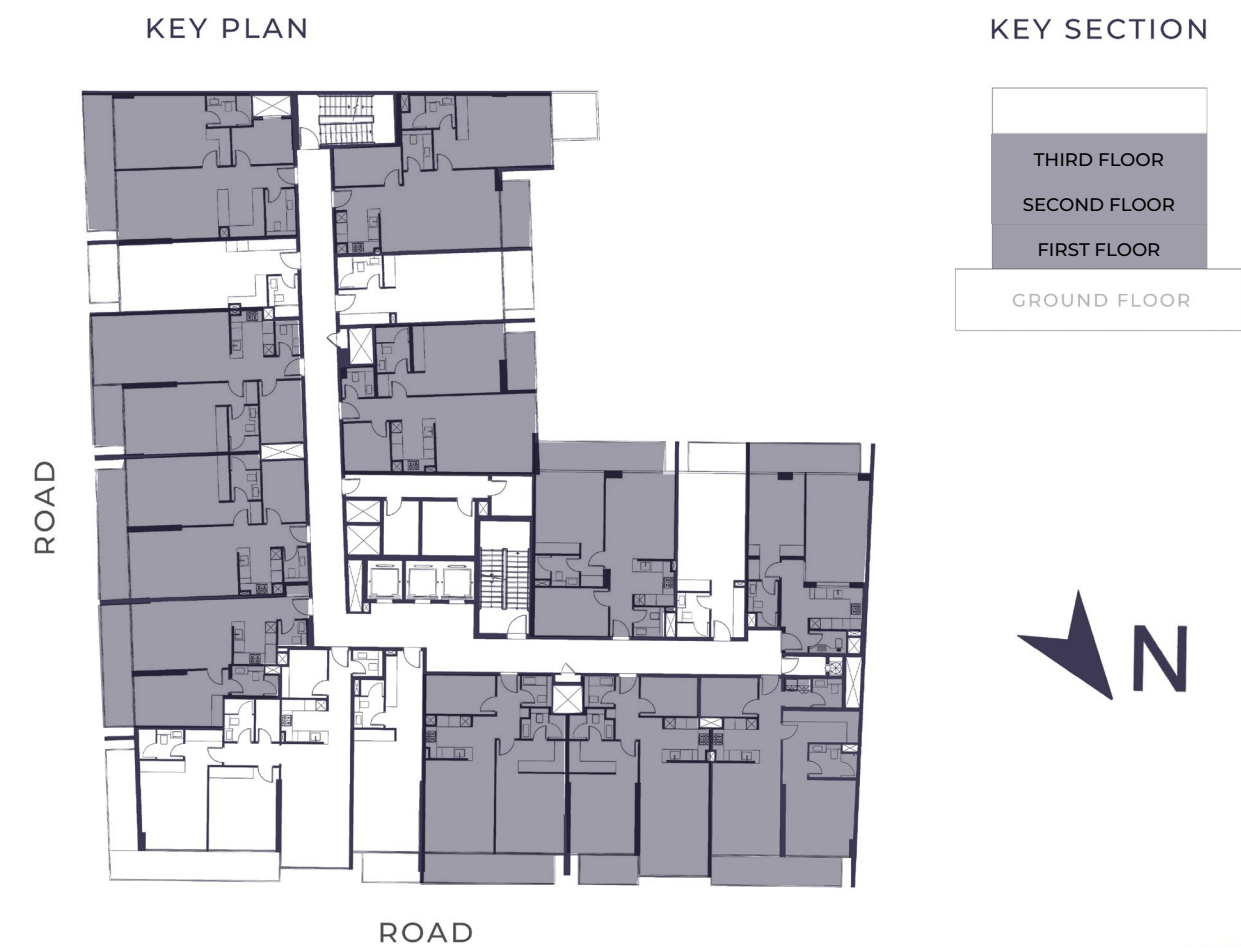 KEY PLAN
KEY SECTION
THIRD FLOOR
SECOND FLOOR
FIRST FLOOR
GROUND FLOOR
ROAD
N
ROAD